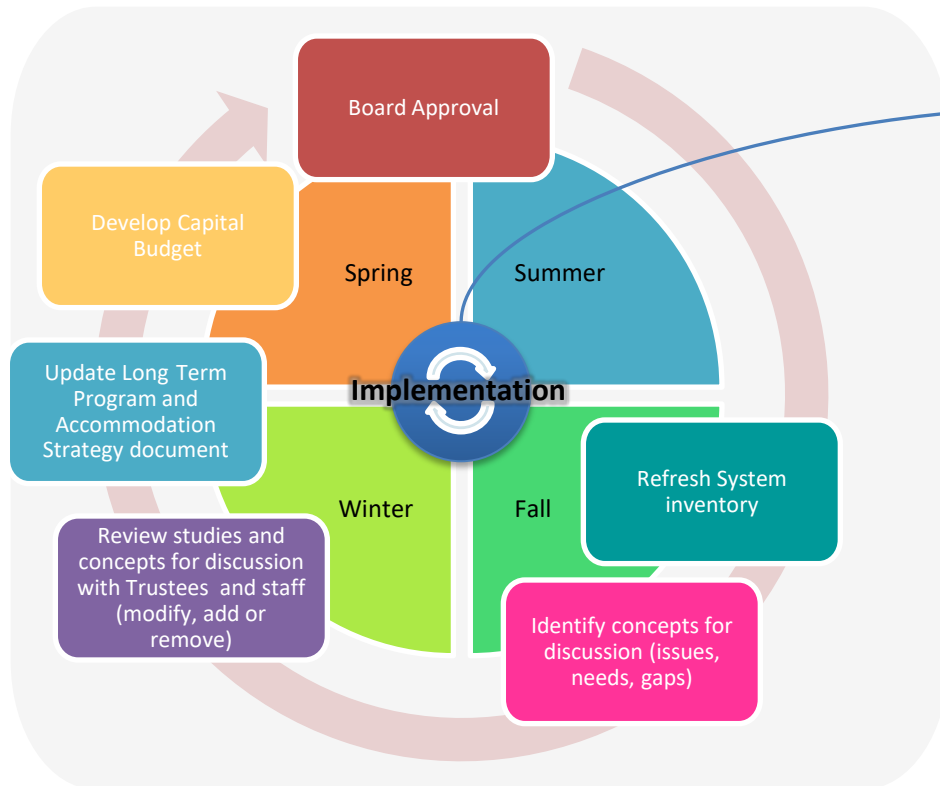 Board Approval
Develop Capital
Budget
Spring
Summer
Update Long Term
Program and
Accommodation
Strategy document
Implementation
Refresh System
inventory
Winter
Fall
Review studies and
concepts for discussion
with Trustees and staff
(modify, add or
remove)
Identify concepts for
discussion (issues,
needs, gaps)